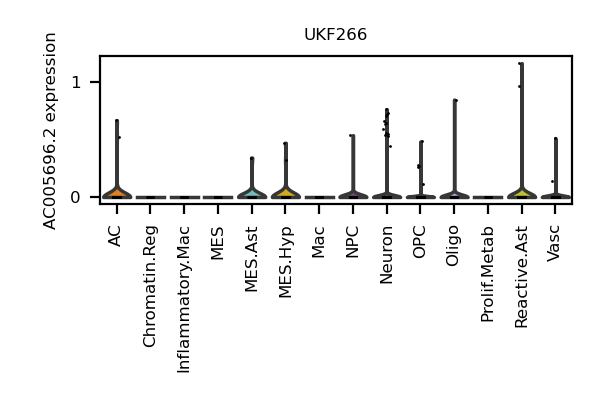 UKF266
AC005696.2 expression
1
0
AC
Chromatin.Reg
Inflammatory.Mac
MES
MES.Ast
MES.Hyp
Mac
NPC
Neuron
OPC
Oligo
Prolif.Metab
Reactive.Ast
Vasc